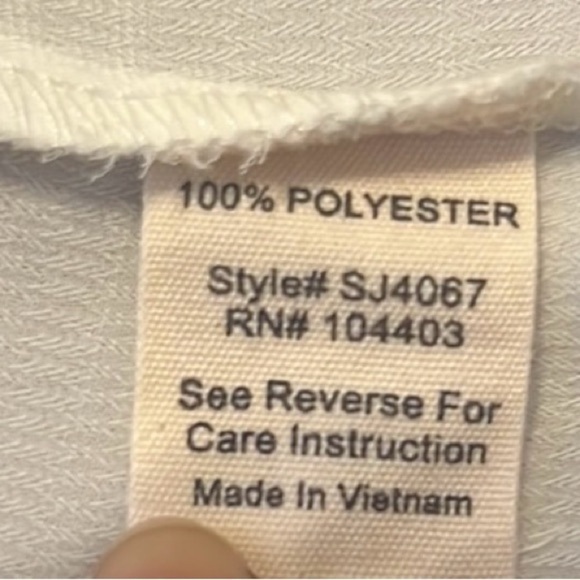 100% POLYESTER
Style# SJ4067
RN# 104403
See Reverse For
Care Instruction
Made In Vietnam